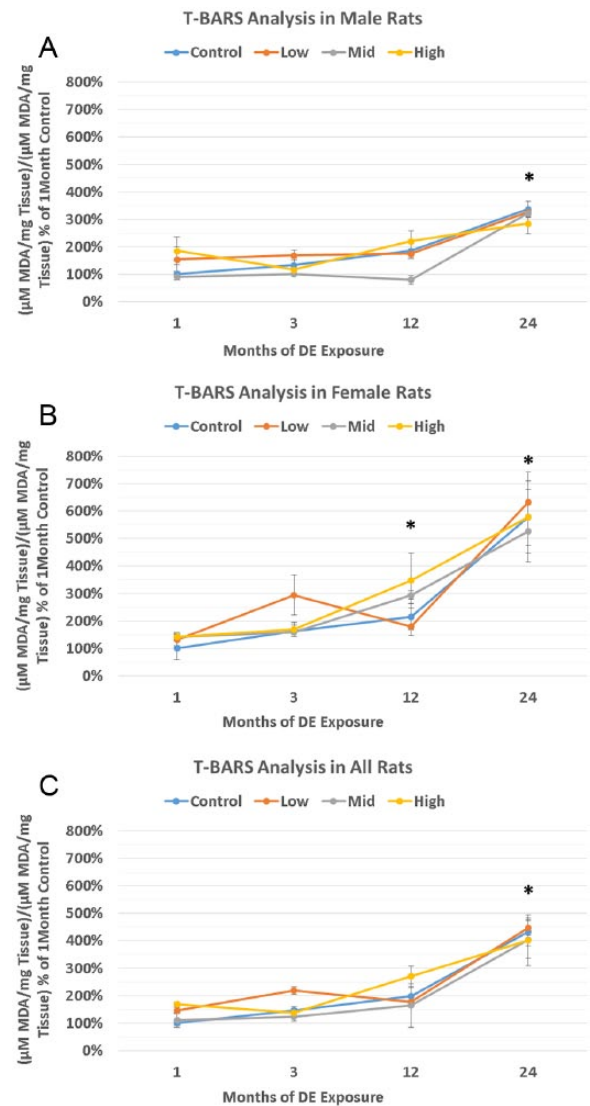 T-BARS Analysis in Male Rats
A
Control Low Mid High
(µM MDA/mg Tissue)/(µM MDA/mg
Tissue) % of 1Month Control
800%
700%
600%
500%
400%
300%
200%
100%
0%
*
1 3 12 24
Months of DE Exposure
T-BARS Analysis in Female Rats
B
Control Low Mid High
(µM MDA/mg Tissue)/(µM MDA/mg
Tissue) % of 1Month Control
800%
700%
600%
500%
400%
300%
200%
100%
0%
* *
1 3 12 24
Months of DE Exposure
T-BARS Analysis in All Rats
C
Control Low Mid High
(µM MDA/mg Tissue)/(µM MDA/mg
Tissue) % of 1Month Control
800%
700%
600%
500%
400%
300%
200%
100%
0%
*
1 3 12 24
Months of DE Exposure